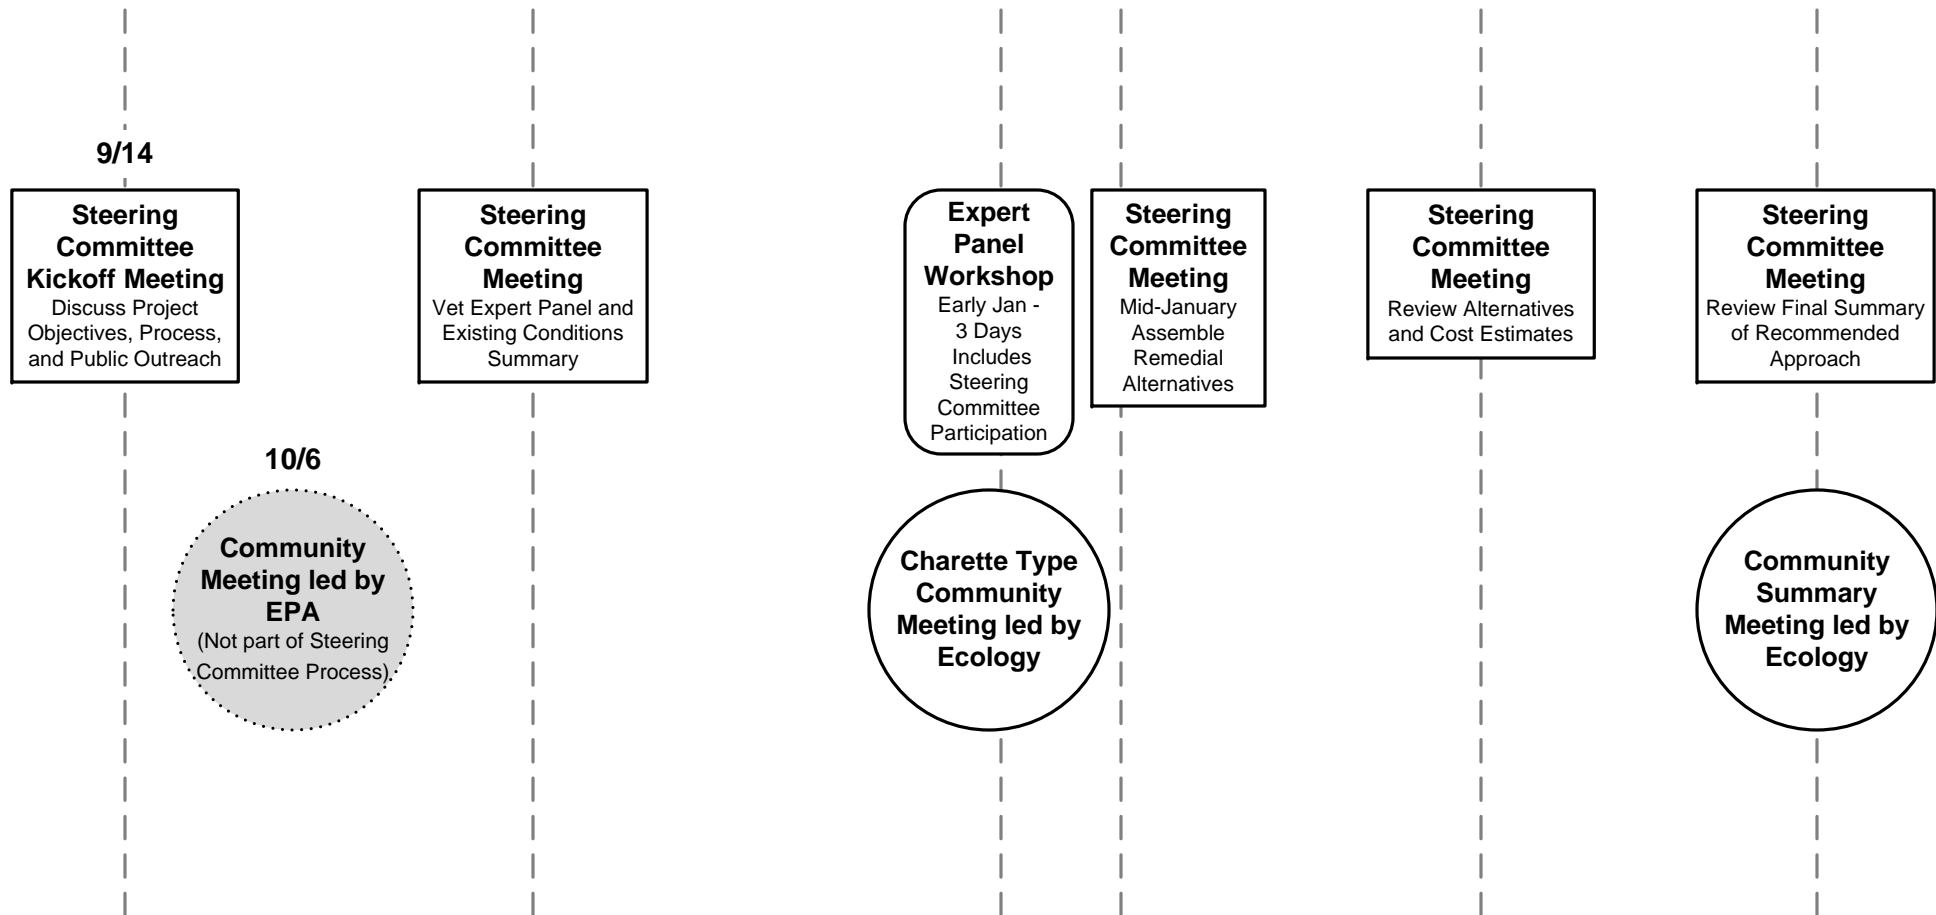 9/14
Steering
Committee
Kickoff Meeting
Discuss Project
Objectives, Process,
and Public Outreach
Steering
Committee
Meeting
Vet Expert Panel and
Existing Conditions
Summary
Expert
Panel
Workshop
Early Jan -
3 Days
Includes
Steering
Committee
Participation
Steering
Committee
Meeting
Mid-January
Assemble
Remedial
Alternatives
Steering
Committee
Meeting
Review Alternatives
and Cost Estimates
Steering
Committee
Meeting
Review Final Summary
of Recommended
Approach
10/6
Community
Meeting led by
EPA
(Not part of Steering
Committee Process)
Charette Type
Community
Meeting led by
Ecology
Community
Summary
Meeting led by
Ecology